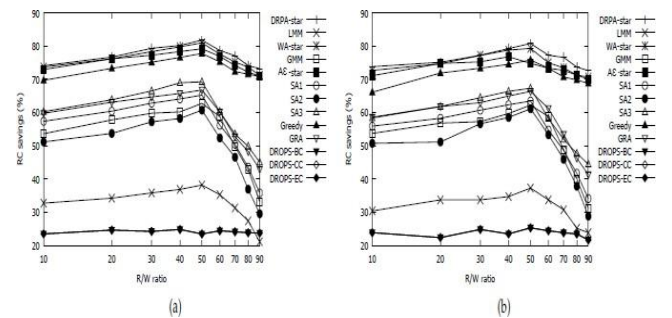 90
80
70
60
50
40
30
20
10 20 30 40 50 60 70 80 90
RC savings (%)
R/W ratio
DRPA-star
LMM
WA-star
GMM
Aε-star
SA1
SA2
SA3
Greedy
GRA
DROPS-BC
DROPS-CC
DROPS-EC
(a)
90
80
70
60
50
40
30
20
10 20 30 40 50 60 70 80 90
RC savings (%)
R/W ratio
DRPA-star
LMM
WA-star
GMM
Aε-star
SA1
SA2
SA3
Greedy
GRA
DROPS-BC
DROPS-CC
DROPS-EC
(b)